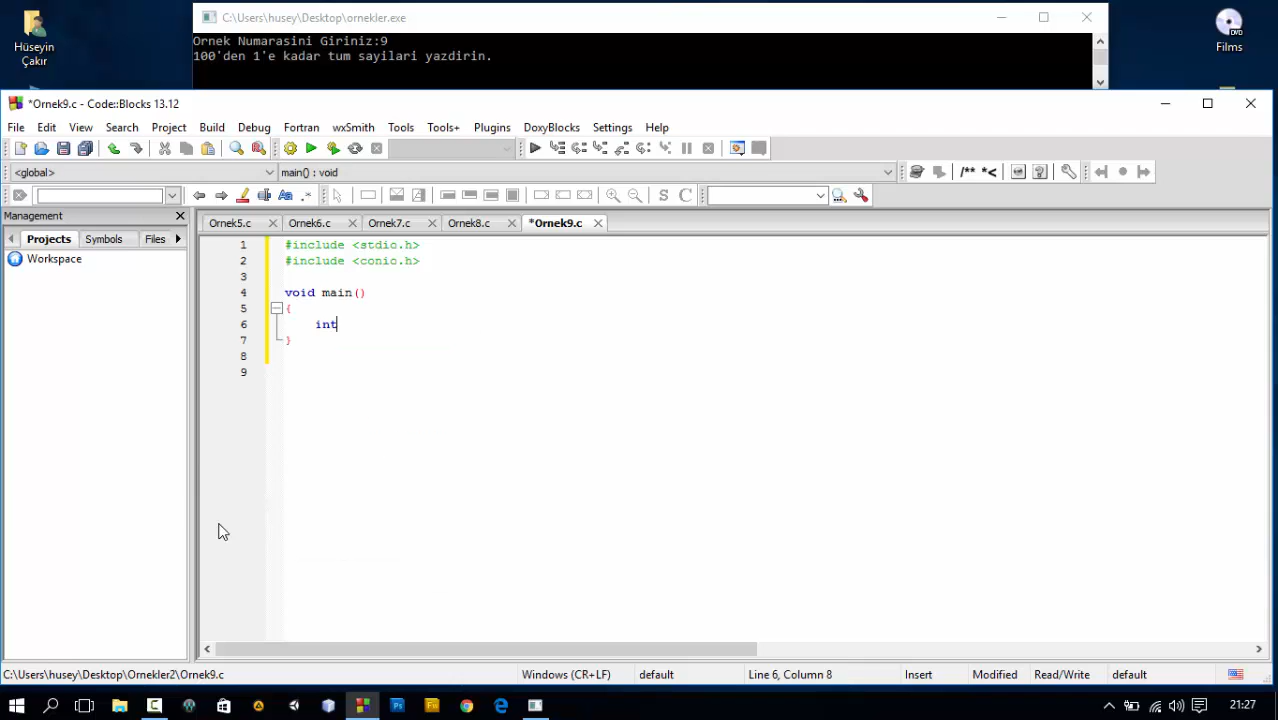 C:\Users\husey\Desktop\ornekler.exe
Ornek Numarasini Giriniz:9
100'den 1'e kadar tum sayilari yazdirin.
Hüseyin
Çakır
Films
DVD
*Ornek9.c - Code::Blocks 13.12
File Edit View Search Project Build Debug Fortran wxSmith Tools Tools+ Plugins DoxyBlocks Settings Help
/** *<
<global> main() : void
Aa .* S C
Management
Projects Symbols Files
Workspace
Ornek5.c Ornek6.c Ornek7.c Ornek8.c *Ornek9.c
1 #include <stdio.h>
2 #include <conio.h>
3
4 void main()
5 {
6 int
7 }
8
9
C:\Users\husey\Desktop\Ornekler2\Ornek9.c Windows (CR+LF) default Line 6, Column 8 Insert Modified Read/Write default
Ps Fw 21:27